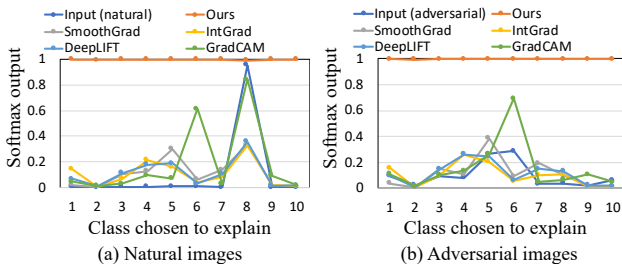 Input (natural)
Ours
SmoothGrad
IntGrad
DeepLIFT
GradCAM
Softmax output
1
0.8
0.6
0.4
0.2
0
1 2 3 4 5 6 7 8 9 10
Class chosen to explain
(a) Natural images
Input (adversarial)
Ours
SmoothGrad
IntGrad
DeepLIFT
GradCAM
Softmax output
1
0.8
0.6
0.4
0.2
0
1 2 3 4 5 6 7 8 9 10
Class chosen to explain
(b) Adversarial images